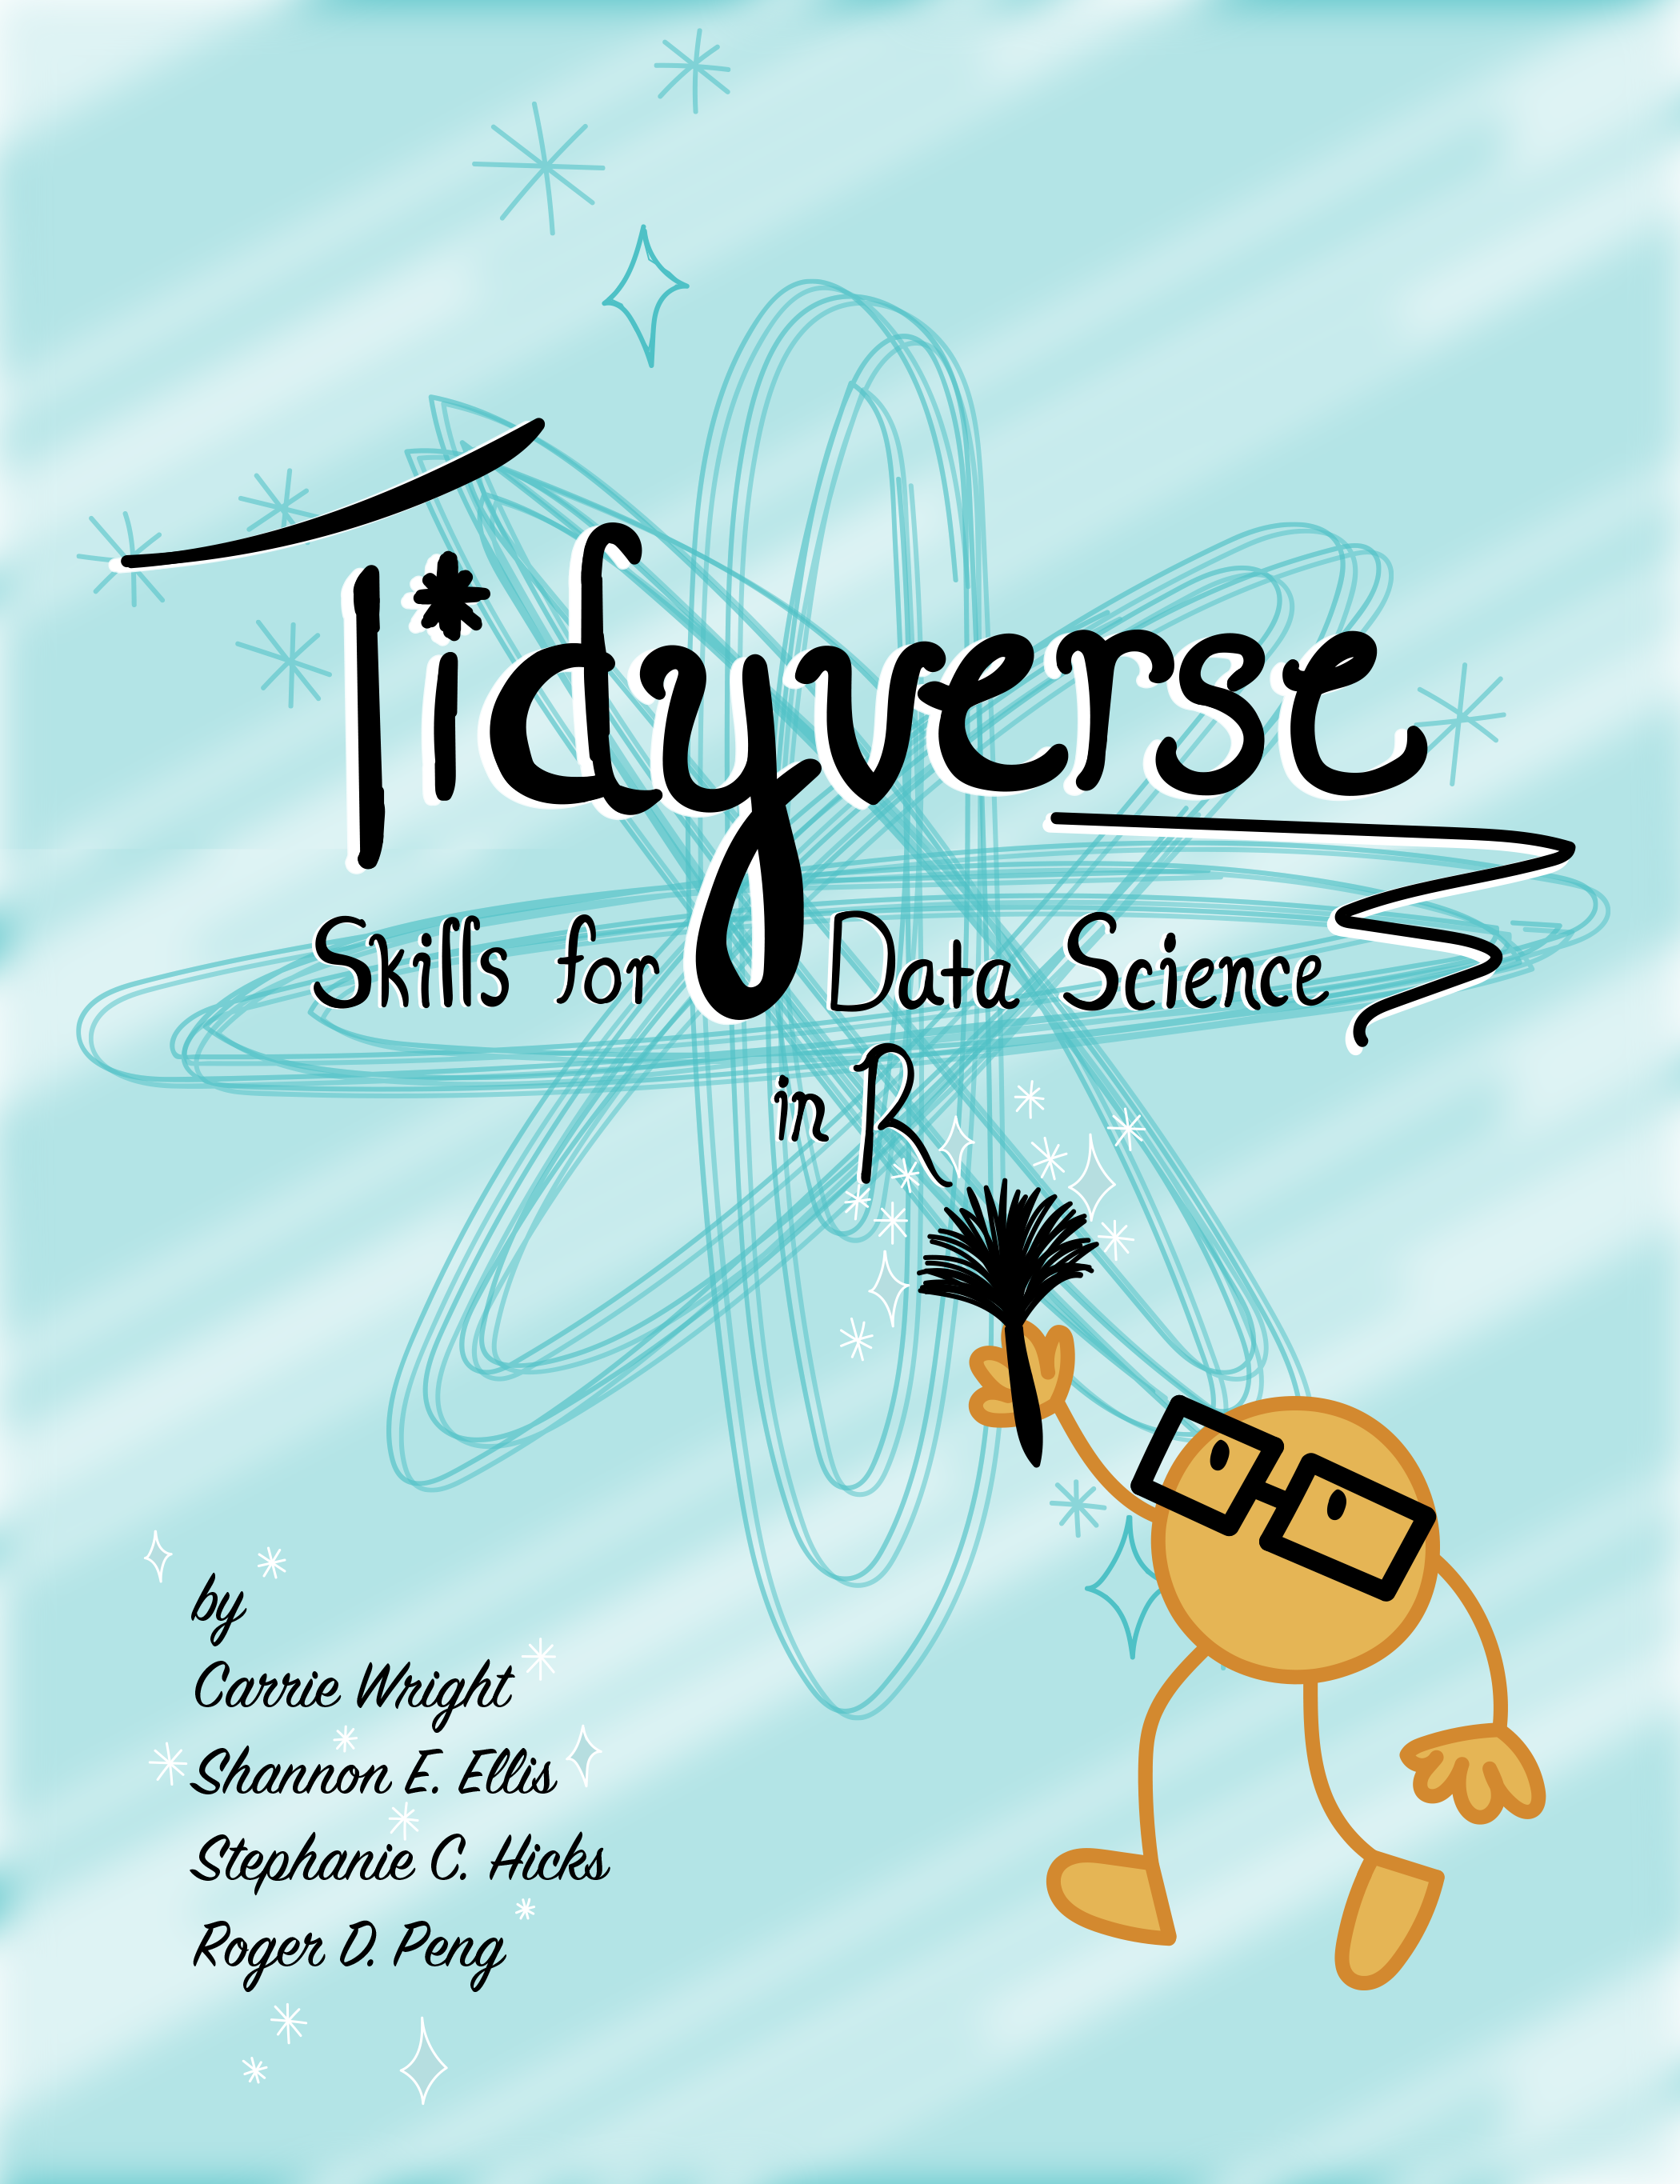 Tidyverse
Skills for Data Science
in R
by
Carrie Wright
Shannon E. Ellis
Stephanie C. Hicks
Roger D. Peng